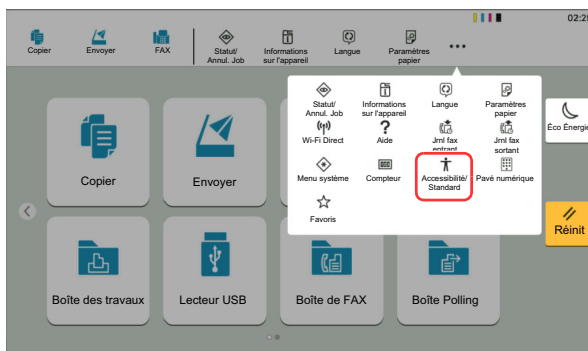 02:29
Copier
Envoyer
FAX
Statut/
Annul. Job
Informations
sur l'appareil
Langue
Paramètres
papier
Statut/
Annul. Job
Informations
sur l'appareil
Langue
Paramètres
papier
Wi-Fi Direct
Aide
Jrnl fax
entrant
Jrnl fax
sortant
Menu système
Compteur
Accessibilité/
Standard
Pavé numérique
Favoris
Éco Énergie
Copier
Envoyer
Réinit
Boîte des travaux
Lecteur USB
Boîte de FAX
Boîte Polling